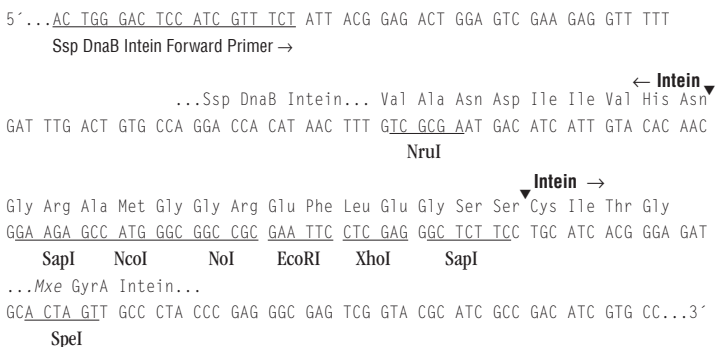 5´...AC TGG GAC TCC ATC GTT TCT ATT ACG GAG ACT GGA GTC GAA GAG GTT TTT
Ssp DnaB Intein Forward Primer →
← Intein
...Ssp DnaB Intein... Val Ala Asn Asp Ile Ile Val His Asn▼
GAT TTG ACT GTG CCA GGA CCA CAT AAC TTT GTC GCG AAT GAC ATC ATT GTA CAC AAC
NruI
▼Intein →
Gly Arg Ala Met Gly Gly Arg Glu Phe Leu Glu Gly Ser Ser Cys Ile Thr Gly
GGA AGA GCC ATG GGC GGC CGC GAA TTC CTC GAG GGC TCT TCC TGC ATC ACG GGA GAT
SapI NcoI NoI EcoRI XhoI SapI
...Mxe GyrA Intein...
GCA CTA GTT GCC CTA CCC GAG GGC GAG TCG GTA CGC ATC GCC GAC ATC GTG CC...3´
SpeI